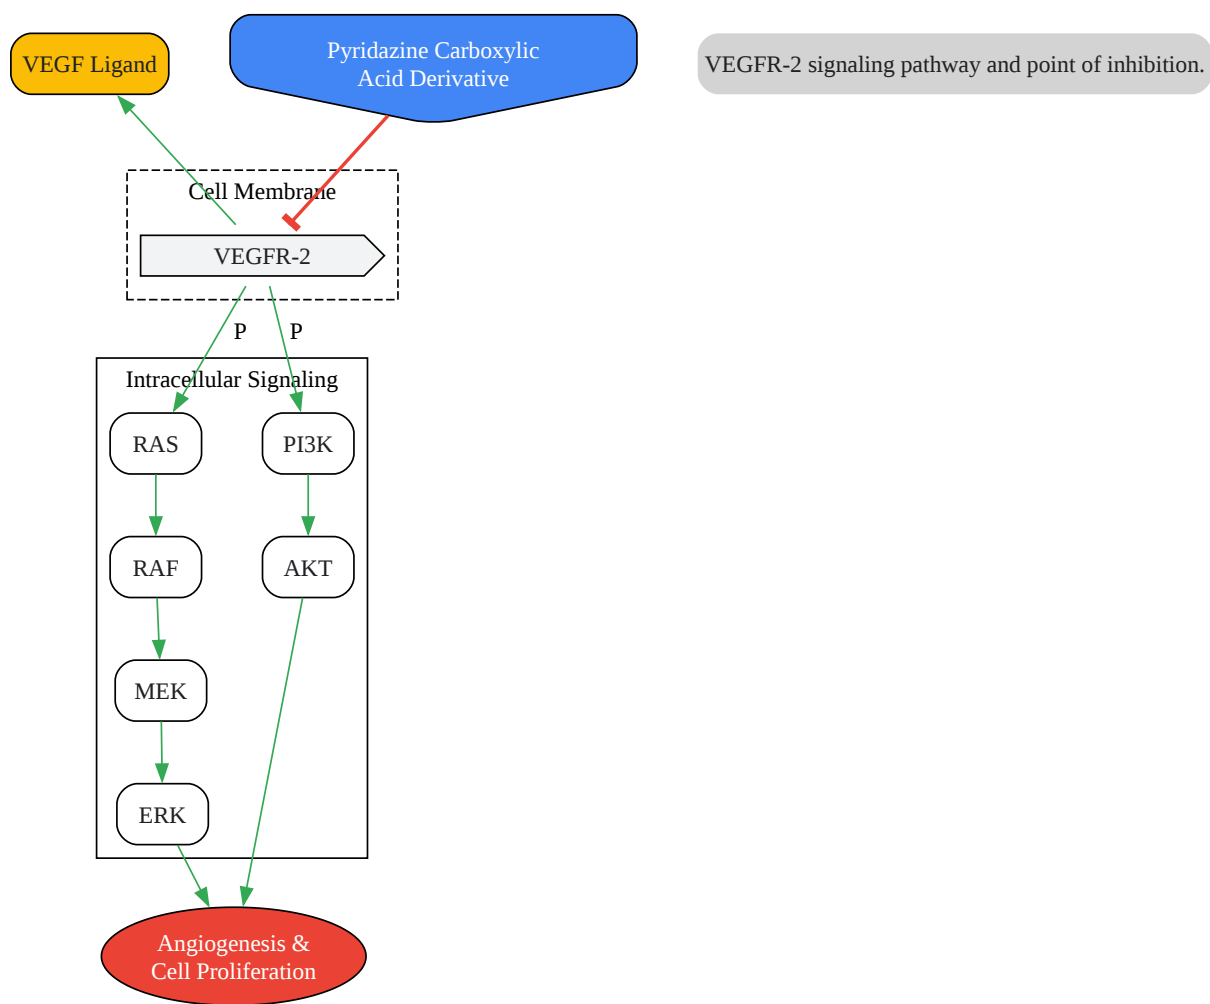 VEGF Ligand
Pyridazine Carboxylic
Acid Derivative
VEGFR-2 signaling pathway and point of inhibition.
Cell Membrane
VEGFR-2
P
P
Intracellular Signaling
RAS
PI3K
RAF
AKT
MEK
ERK
Angiogenesis &
Cell Proliferation